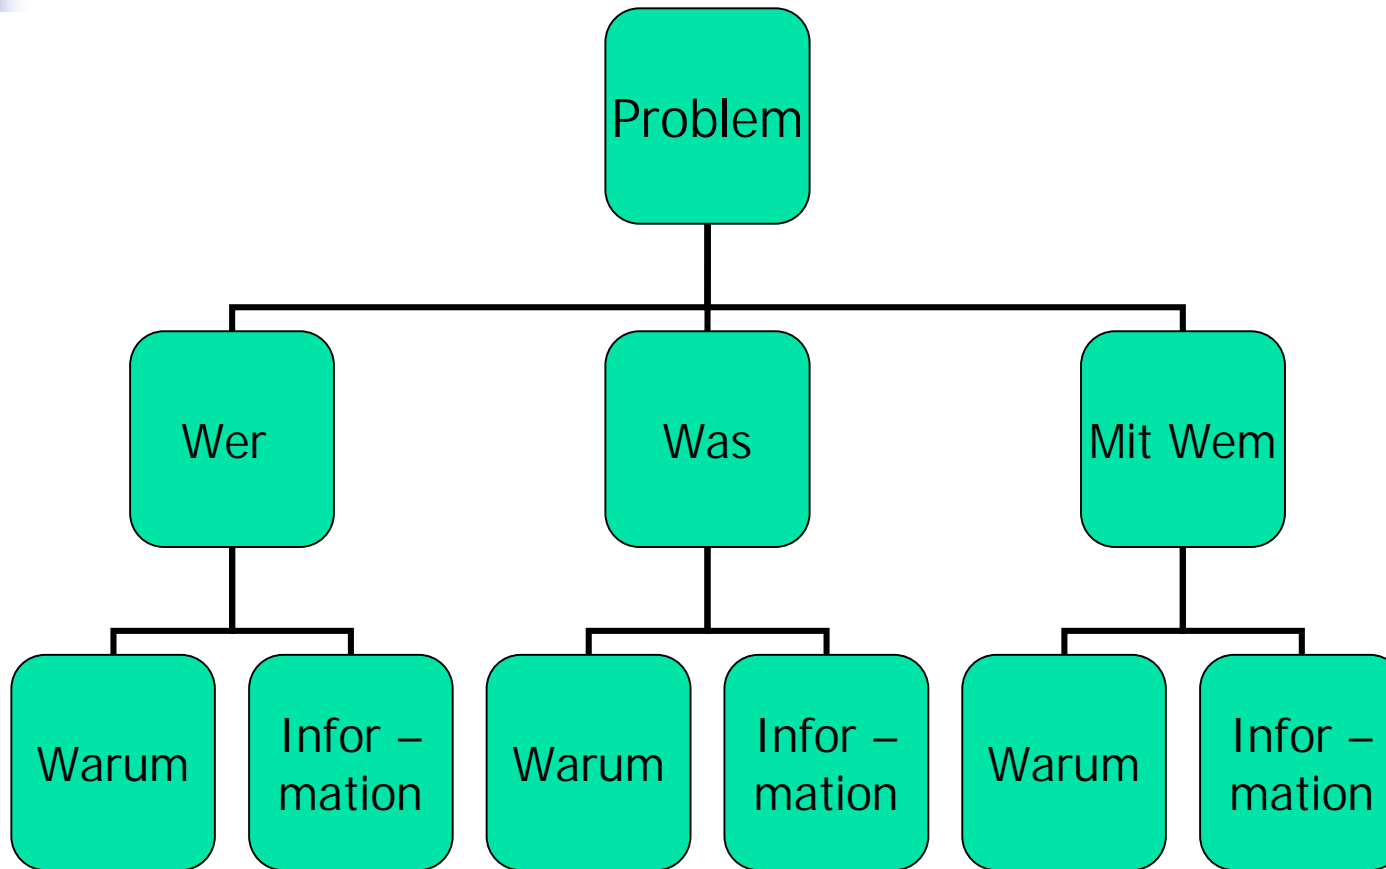 Problem
Wer
Was
Mit Wem
Warum
Infor –
mation
Warum
Infor –
mation
Warum
Infor –
mation